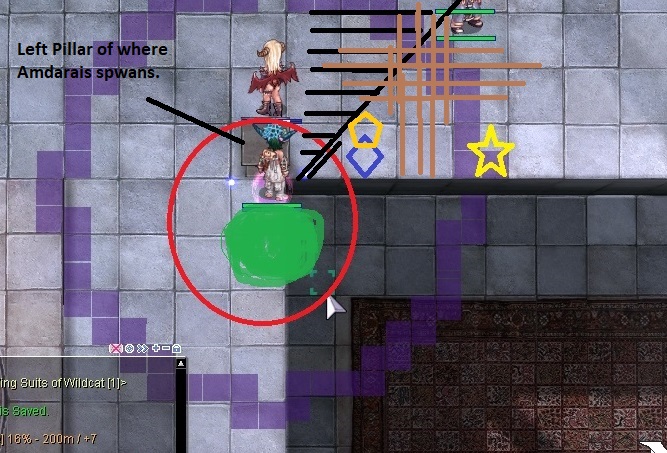 Left Pillar of where
Amdarais spwans.
ing Suits of Wildcat [1]>
is Saved.
] 16% - 200m / +7